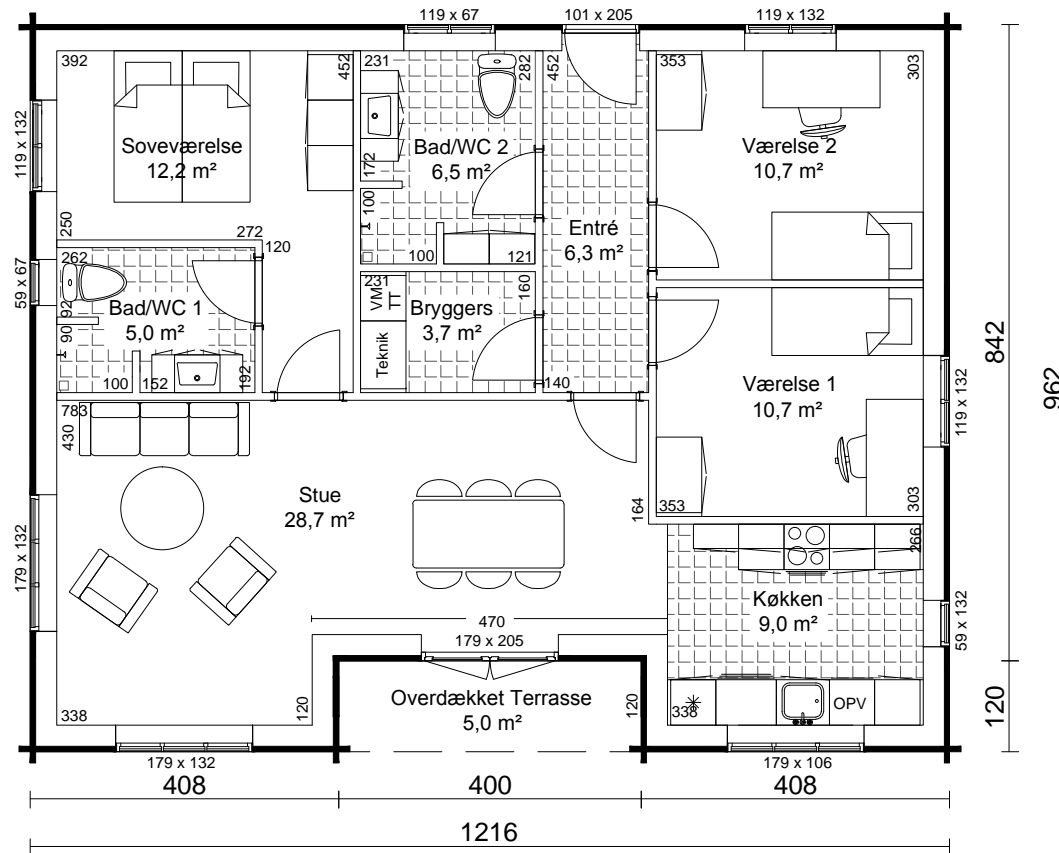 119 x 67
101 x 205
119 x 132
392
452
231
282
452
353
303
119 x 132
Soveværelse
12,2 m²
Bad/WC 2
6,5 m²
172
Værelse 2
10,7 m²
Entré
6,3 m²
250
272
120
100
100
121
59 x 67
262
92
90
Bad/WC 1
5,0 m²
100
152
192
231
VM
TT
Teknik
Bryggers
3,7 m²
160
140
Værelse 1
10,7 m²
119 x 132
842
962
783
430
Stue
28,7 m²
164
353
303
266
179 x 132
Køkken
9,0 m²
59 x 132
470
179 x 205
Overdækket Terrasse
5,0 m²
120
120
338
338
OPV
120
179 x 132
179 x 106
408
400
408
1216